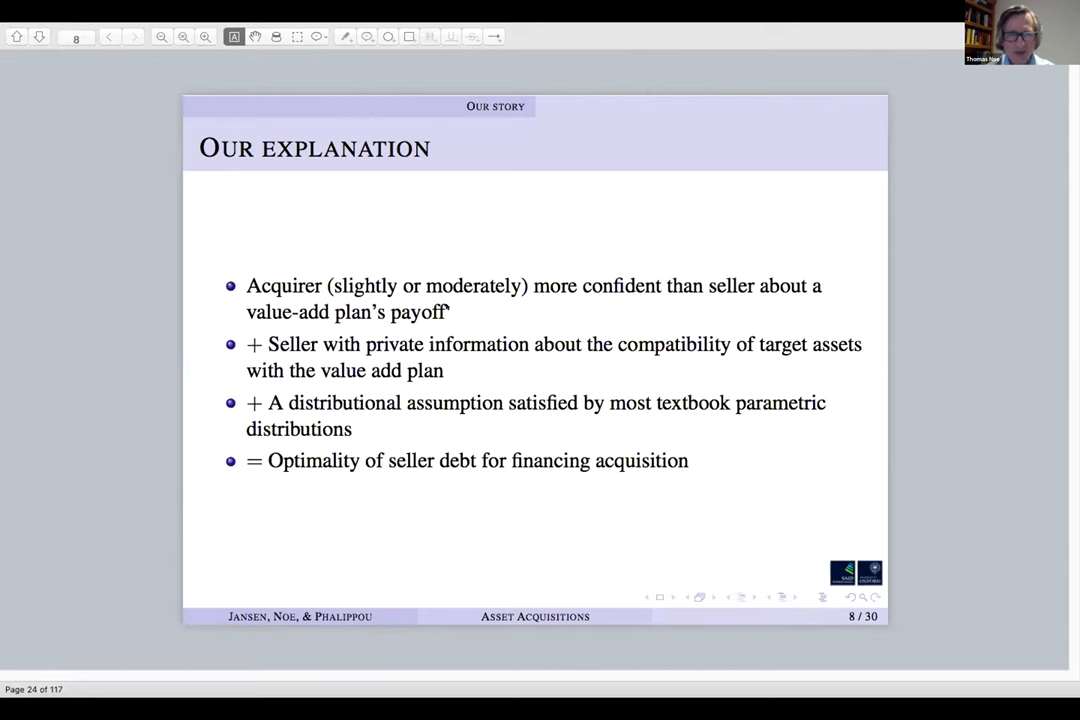 8
Thomas Noe
OUR STORY
OUR EXPLANATION
Acquirer (slightly or moderately) more confident than seller about a
value-add plan's payoff
+ Seller with private information about the compatibility of target assets
with the value add plan
+ A distributional assumption satisfied by most textbook parametric
distributions
= Optimality of seller debt for financing acquisition
JANSEN, NOE, & PHALIPPOU
ASSET ACQUISITIONS
8 / 30
Page 24 of 117